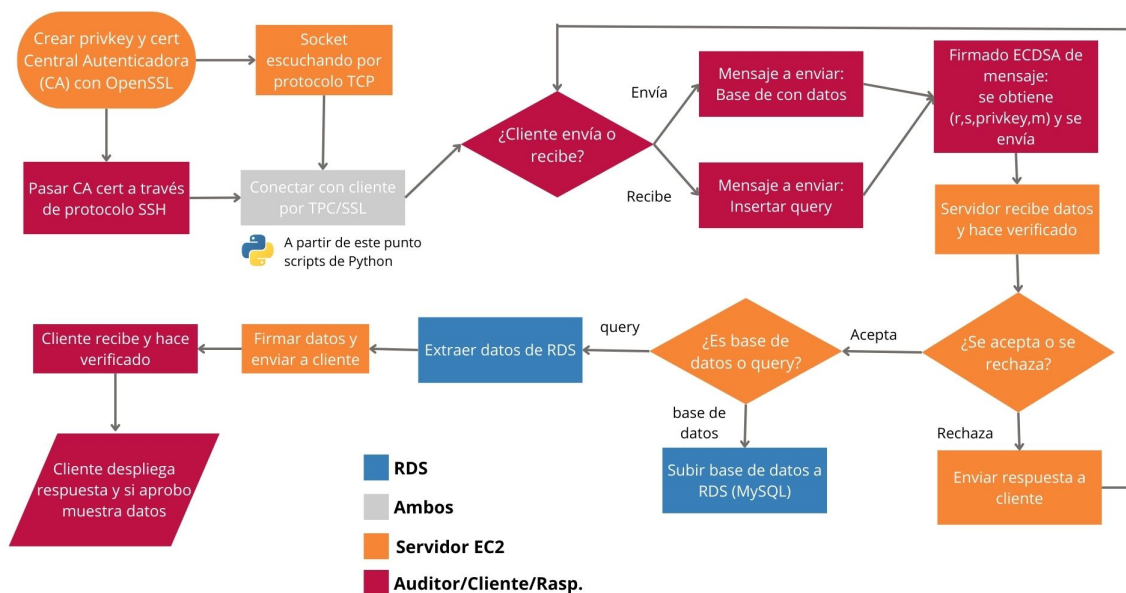 Crear privkey y cert
Central Autenticadora
(CA) con OpenSSL
Socket
escuchando por
protocolo TCP
Pasar CA cert a través
de protocolo SSH
Conectar con cliente
por TPC/SSL
A partir de este punto
scripts de Python
¿Cliente envía o
recibe?
Envía
Recibe
Mensaje a enviar:
Base de con datos
Mensaje a enviar:
Insertar query
Firmado ECDSA de
mensaje:
se obtiene
(r,s,privkey,m) y se
envía
Servidor recibe datos
y hace verificado
¿Se acepta o se
rechaza?
Acepta
Rechaza
Enviar respuesta a
cliente
¿Es base de
datos o query?
query
base de
datos
Subir base de datos a
RDS (MySQL)
Extraer datos de RDS
Firmar datos y
enviar a cliente
Cliente recibe y hace
verificado
Cliente despliega
respuesta y si aprobo
muestra datos
RDS
Ambos
Servidor EC2
Auditor/Cliente/Rasp.